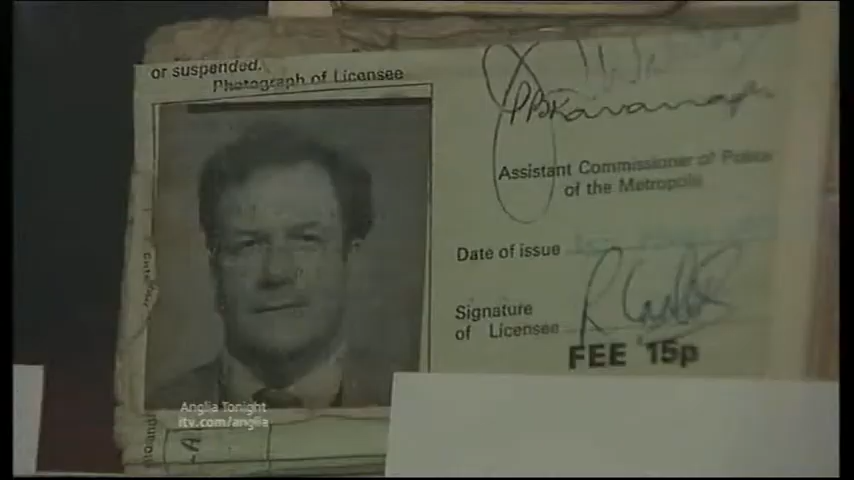 or suspended.
Photograph of Licensee
PBKavanagh
Assistant Commissioner of Police
of the Metropolis
Date of issue
Signature
of Licensee
FEE 15p
Anglia Tonight
itv.com/anglia